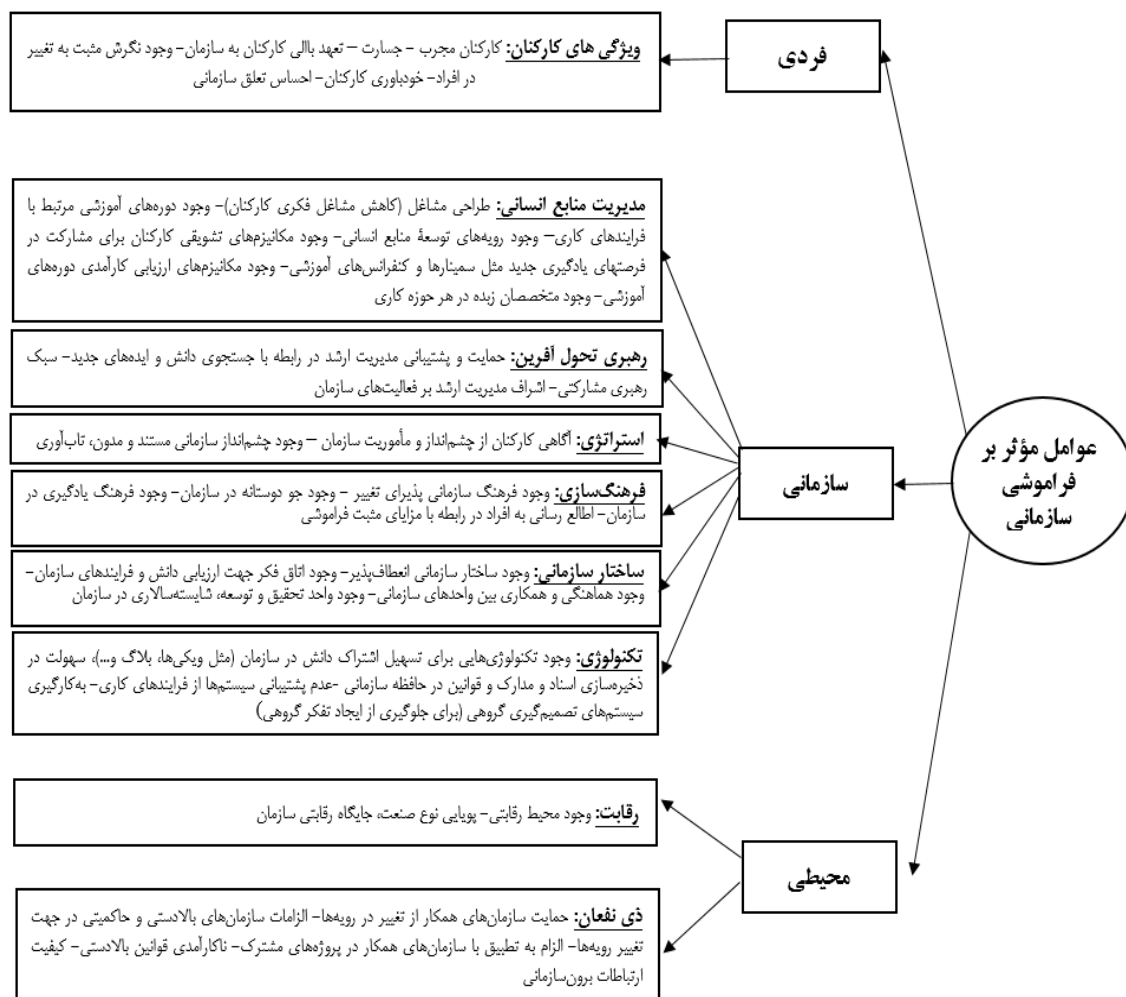 عوامل مؤثر بر
فراموشی
سازمانی
فردی
ویژگی های کارکنان: کارکنان مجرب – جسارت – تعهد باالی کارکنان به سازمان– وجود نگرش مثبت به تغییر
در افراد– خودباوری کارکنان– احساس تعلق سازمانی
سازمانی
مدیریت منابع انسانی: طراحی مشاغل (کاهش مشاغل فکری کارکنان)– وجود دوره‌های آموزشی مرتبط با
فرایندهای کاری– وجود رویه‌های توسعۀ منابع انسانی– وجود مکانیزم‌های تشویقی کارکنان برای مشارکت در
فرصتهای یادگیری جدید مثل سمینارها و کنفرانس‌های آموزشی– وجود مکانیزم‌های ارزیابی کارآمدی دوره‌های
آموزشی– وجود متخصصان زبده در هر حوزه کاری
رهبری تحول آفرین: حمایت و پشتیبانی مدیریت ارشد در رابطه با جستجوی دانش و ایده‌های جدید– سبک
رهبری مشارکتی– اشراف مدیریت ارشد بر فعالیت‌های سازمان
استراتژی: آگاهی کارکنان از چشم‌انداز و مأموریت سازمان – وجود چشم‌انداز سازمانی مستند و مدون، تاب‌آوری
فرهنگ‌سازی: وجود فرهنگ سازمانی پذیرای تغییر – وجود جو دوستانه در سازمان– وجود فرهنگ یادگیری در
سازمان– اطالع رسانی به افراد در رابطه با مزایای مثبت فراموشی
ساختار سازمانی: وجود ساختار سازمانی انعطاف‌پذیر– وجود اتاق فکر جهت ارزیابی دانش و فرایندهای سازمان–
وجود هماهنگی و همکاری بین واحدهای سازمانی– وجود واحد تحقیق و توسعه، شایسته‌سالاری در سازمان
تکنولوژی: وجود تکنولوژی‌هایی برای تسهیل اشتراک دانش در سازمان (مثل ویکی‌ها، بلاگ و...)، سهولت در
ذخیره‌سازی اسناد و مدارک و قوانین در حافظه سازمانی -عدم پشتیبانی سیستم‌ها از فرایندهای کاری– به‌کارگیری
سیستم‌های تصمیم‌گیری گروهی (برای جلوگیری از ایجاد تفکر گروهی)
محیطی
رقابت: وجود محیط رقابتی– پویایی نوع صنعت، جایگاه رقابتی سازمان
ذی نفعان: حمایت سازمان‌های همکار از تغییر در رویه‌ها– الزامات سازمان‌های بالادستی و حاکمیتی در جهت
تغییر رویه‌ها– الزام به تطبیق با سازمان‌های همکار در پروژه‌های مشترک– ناکارآمدی قوانین بالادستی– کیفیت
ارتباطات برون‌سازمانی